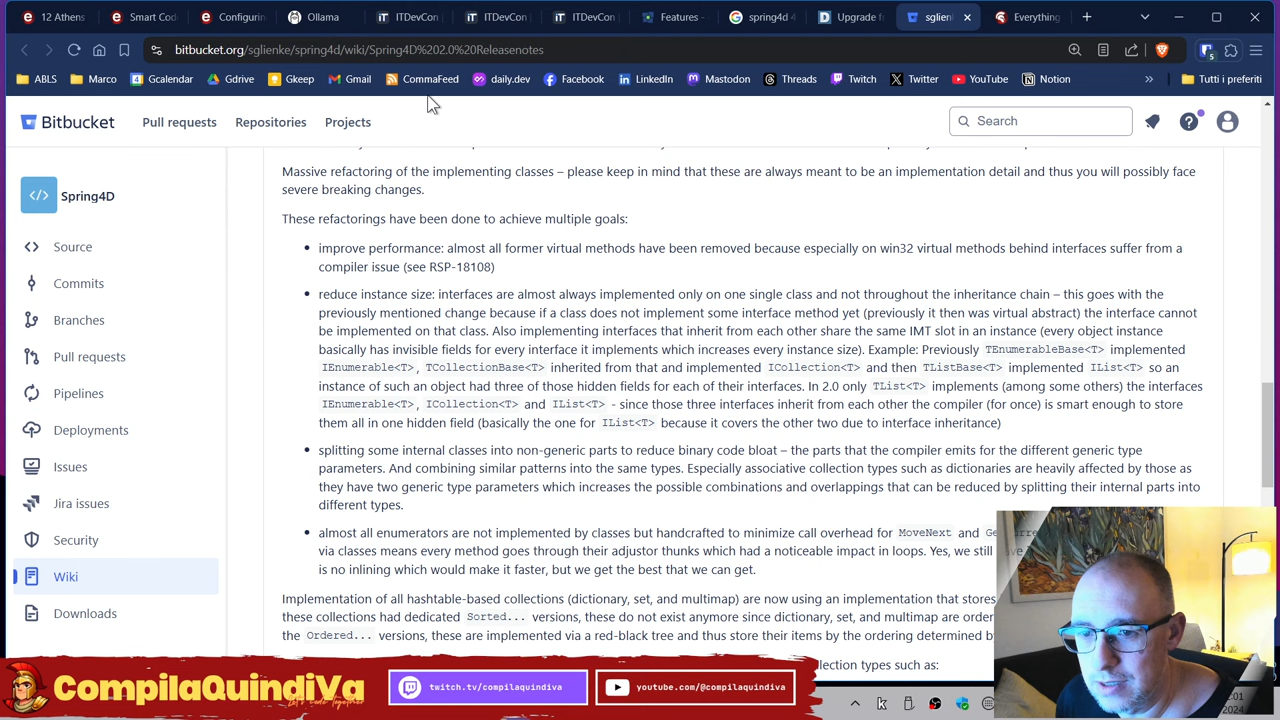 12 Athens
Smart Cod
Configurin
Ollama
ITDevCon
ITDevCon
ITDevCon
Features -
spring4d 4
Upgrade fr
sglien
Everything
bitbucket.org/sglienke/spring4d/wiki/Spring4D%202.0%20Releasenotes
ABLS
Marco
Gcalendar
Gdrive
Gkeep
Gmail
CommaFeed
daily.dev
Facebook
LinkedIn
Mastodon
Threads
Twitch
Twitter
YouTube
Notion
Tutti i preferiti
Bitbucket
Pull requests
Repositories
Projects
Search
Spring4D
Source
Commits
Branches
Pull requests
Pipelines
Deployments
Issues
Jira issues
Security
Wiki
Downloads
Massive refactoring of the implementing classes – please keep in mind that these are always meant to be an implementation detail and thus you will possibly face
severe breaking changes.
These refactorings have been done to achieve multiple goals:
• improve performance: almost all former virtual methods have been removed because especially on win32 virtual methods behind interfaces suffer from a
compiler issue (see RSP-18108)
• reduce instance size: interfaces are almost always implemented only on one single class and not throughout the inheritance chain – this goes with the
previously mentioned change because if a class does not implement some interface method yet (previously it then was virtual abstract) the interface cannot
be implemented on that class. Also implementing interfaces that inherit from each other share the same IMT slot in an instance (every object instance
basically has invisible fields for every interface it implements which increases every instance size). Example: Previously TEnumerableBase<T> implemented
IEnumerable<T>, TCollectionBase<T> inherited from that and implemented ICollection<T> and then TListBase<T> implemented IList<T> so an
instance of such an object had three of those hidden fields for each of their interfaces. In 2.0 only TList<T> implements (among some others) the interfaces
IEnumerable<T>, ICollection<T> and IList<T> - since those three interfaces inherit from each other the compiler (for once) is smart enough to store
them all in one hidden field (basically the one for IList<T> because it covers the other two due to interface inheritance)
• splitting some internal classes into non-generic parts to reduce binary code bloat – the parts that the compiler emits for the different generic type
parameters. And combining similar patterns into the same types. Especially associative collection types such as dictionaries are heavily affected by those as
they have two generic type parameters which increases the possible combinations and overlappings that can be reduced by splitting their internal parts into
different types.
• almost all enumerators are not implemented by classes but handcrafted to minimize call overhead for MoveNext and
via classes means every method goes through their adjustor thunks which had a noticeable impact in loops. Yes, we still
is no inlining which would make it faster, but we get the best that we can get.
Implementation of all hashtable-based collections (dictionary, set, and multimap) are now using an implementation that stores
these collections had dedicated Sorted... versions, these do not exist anymore since dictionary, set, and multimap are
the Ordered... versions, these are implemented via a red-black tree and thus store their items by the ordering determined
collection types such as:
CompilaQuindiVa
Let's code Together
twitch.tv/compilaquindiva
youtube.com/@compilaquindiva